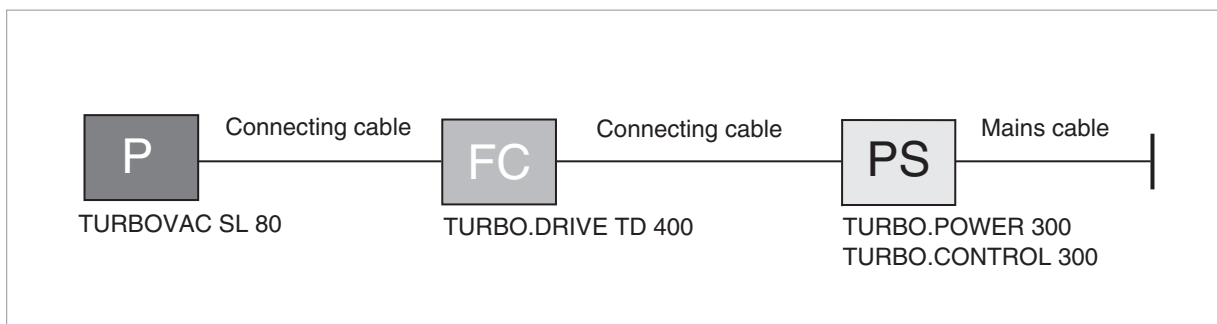 P
Connecting cable
FC
Connecting cable
PS
Mains cable
TURBOVAC SL 80
TURBO.DRIVE TD 400
TURBO.POWER 300
TURBO.CONTROL 300